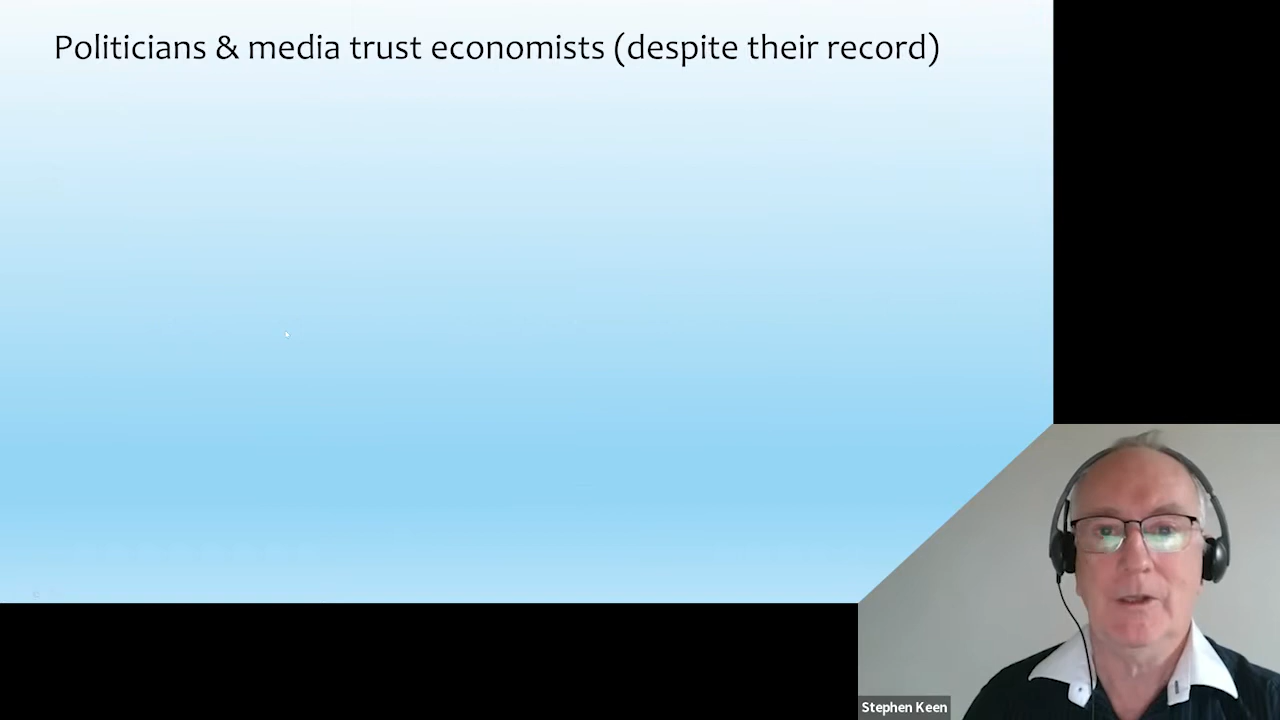 Politicians & media trust economists (despite their record)
Stephen Keen